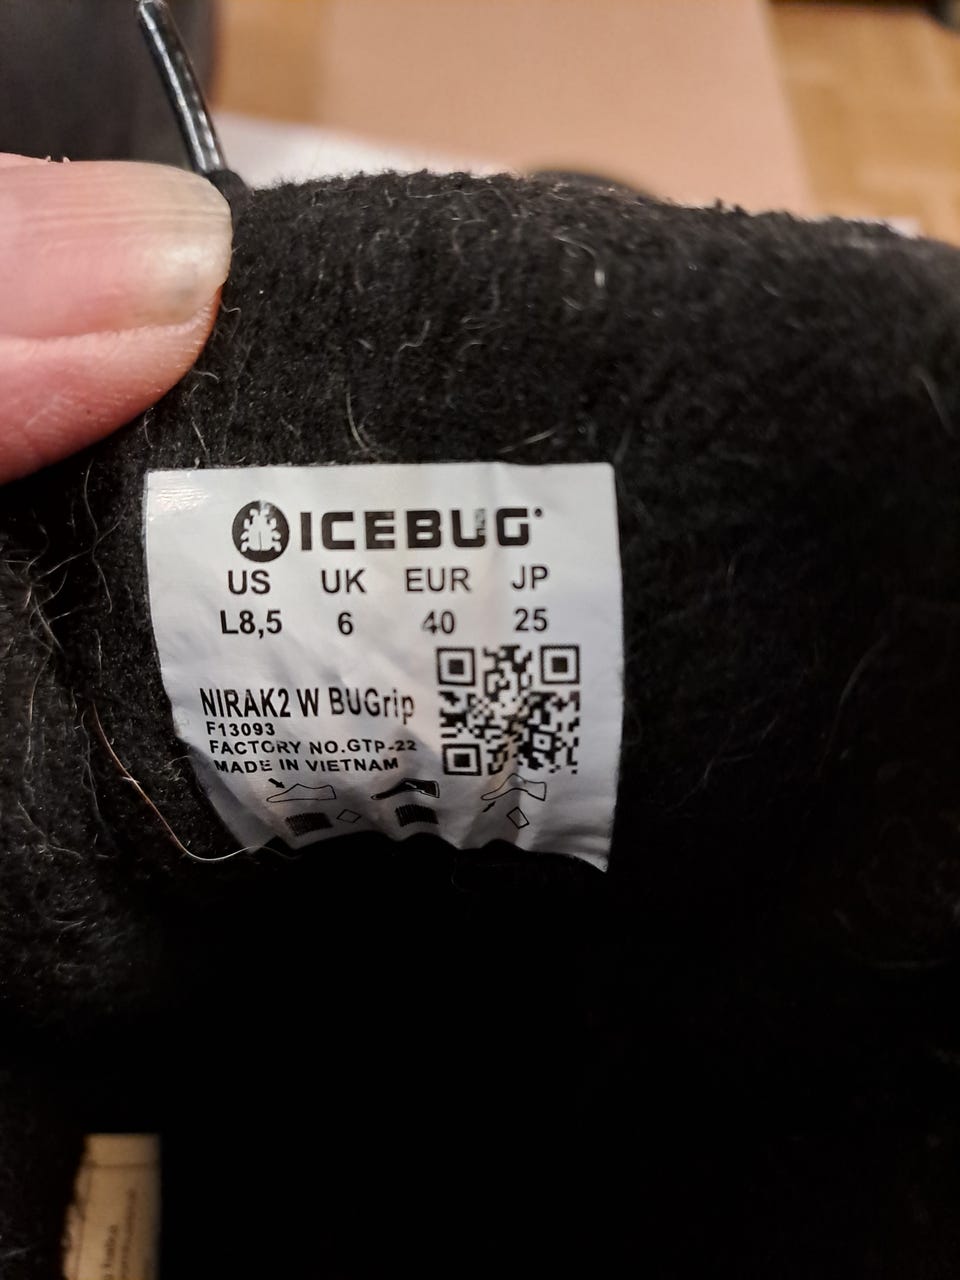 ICEBUG
US UK EUR JP
L8,5 6 40 25
NIRAK2 W BUGrip
F13093
FACTORY NO.GTP-22
MADE IN VIETNAM